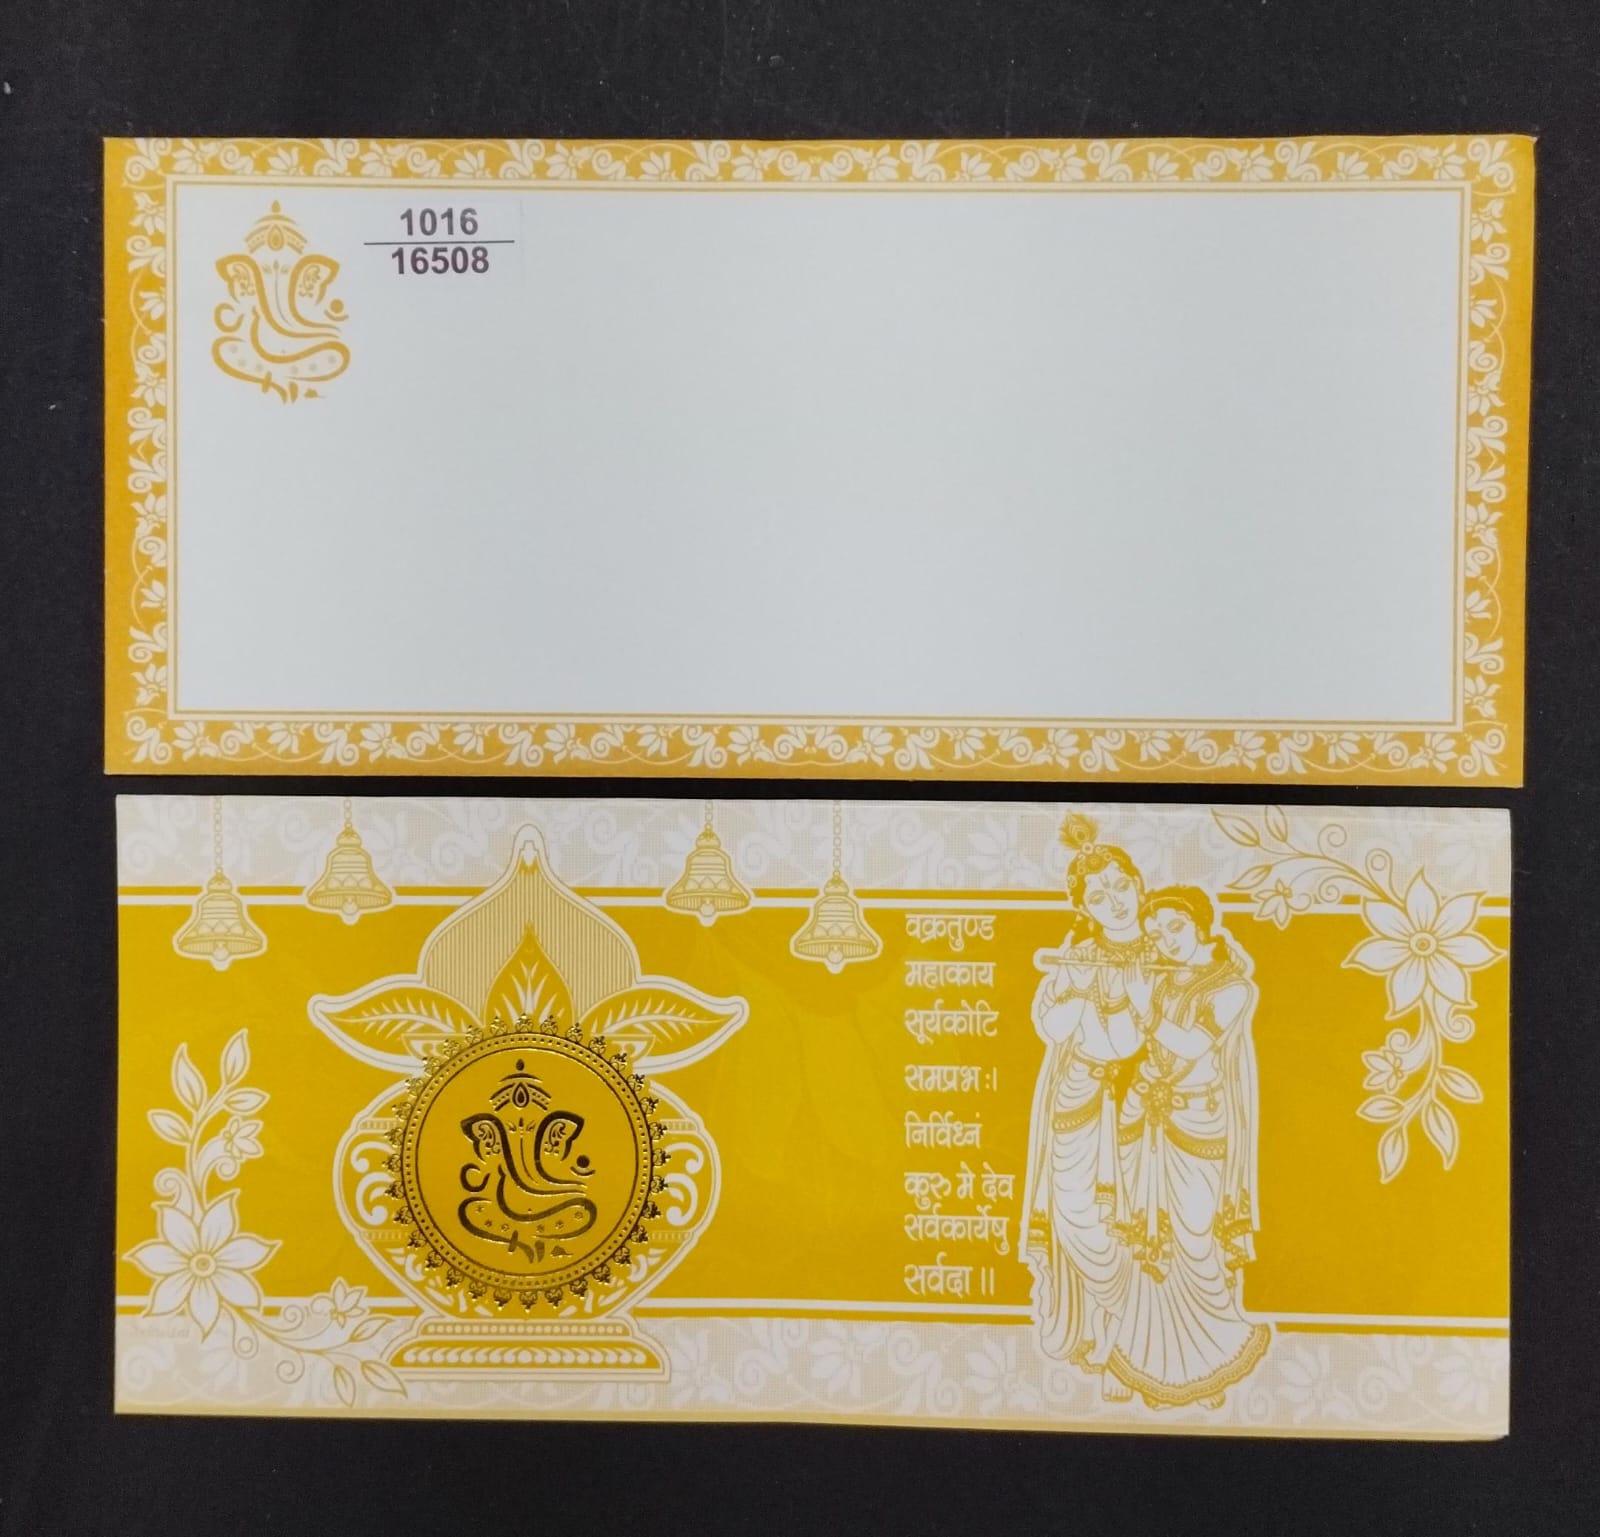 1016
16508
वक्रतुण्ड
महाकाय
सूर्यकोटि
समप्रभः।
निर्विध्नं
कुरु मे देव
सर्वकार्येषु
सर्वदा।।